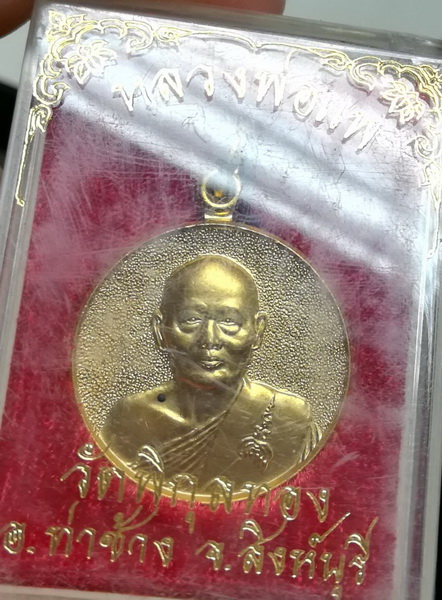 หลวงพ่อแพ
วัดพิกุลทอง
อ.ท่าช้าง จ.สิงห์บุรี